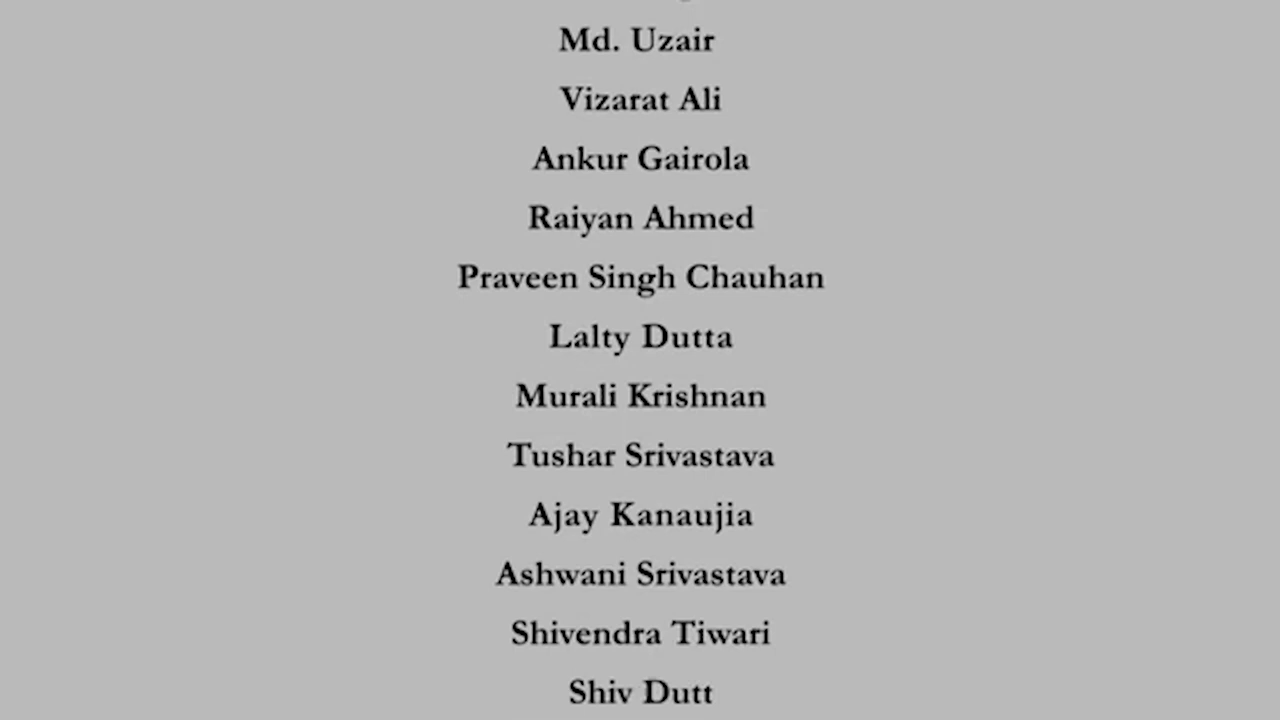 Md. Uzair
Vizarat Ali
Ankur Gairola
Raiyan Ahmed
Praveen Singh Chauhan
Lalty Dutta
Murali Krishnan
Tushar Srivastava
Ajay Kanaujia
Ashwani Srivastava
Shivendra Tiwari
Shiv Dutt